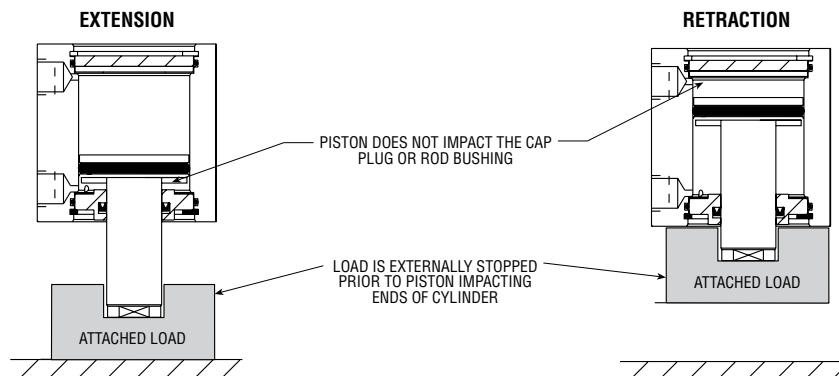 EXTENSION
RETRACTION
PISTON DOES NOT IMPACT THE CAP
PLUG OR ROD BUSHING
LOAD IS EXTERNALLY STOPPED
PRIOR TO PISTON IMPACTING
ENDS OF CYLINDER
ATTACHED LOAD
ATTACHED LOAD